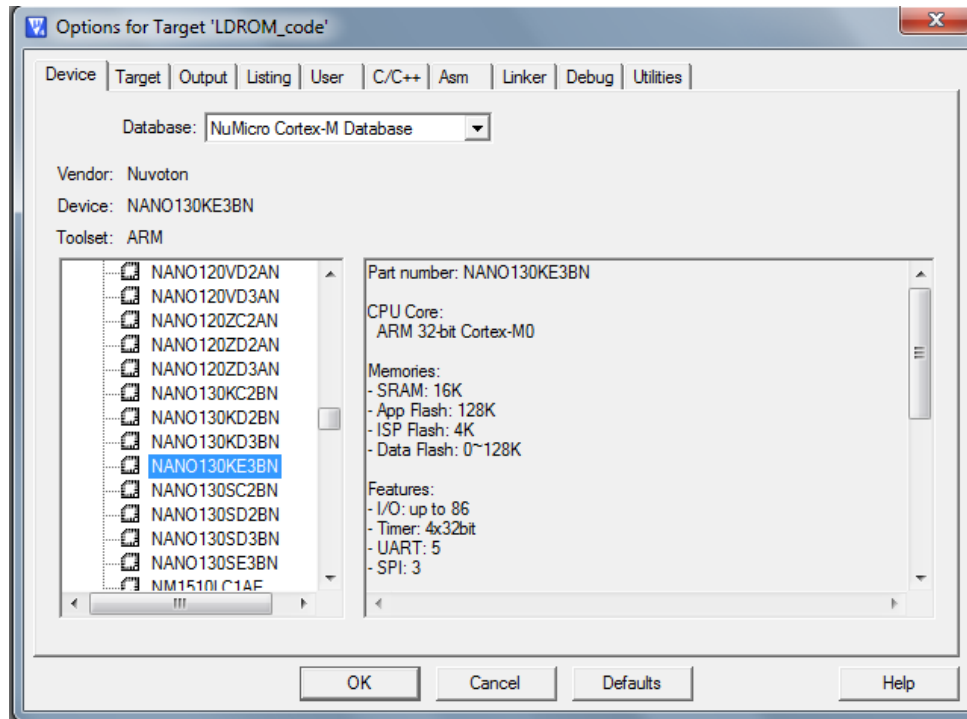 Options for Target 'LDROM_code'
Device Target Output Listing User C/C++ Asm Linker Debug Utilities
Database: NuMicro Cortex-M Database
Vendor: Nuvoton
Device: NANO130KE3BN
Toolset: ARM
NANO120VD2AN
NANO120VD3AN
NANO120ZC2AN
NANO120ZD2AN
NANO120ZD3AN
NANO130KC2BN
NANO130KD2BN
NANO130KD3BN
NANO130KE3BN
NANO130SC2BN
NANO130SD2BN
NANO130SD3BN
NANO130SE3BN
NM1510LC1AE
Part number: NANO130KE3BN
CPU Core:
ARM 32-bit Cortex-M0
Memories:
- SRAM: 16K
- App Flash: 128K
- ISP Flash: 4K
- Data Flash: 0~128K
Features:
- I/O: up to 86
- Timer: 4x32bit
- UART: 5
- SPI: 3
OK Cancel Defaults Help